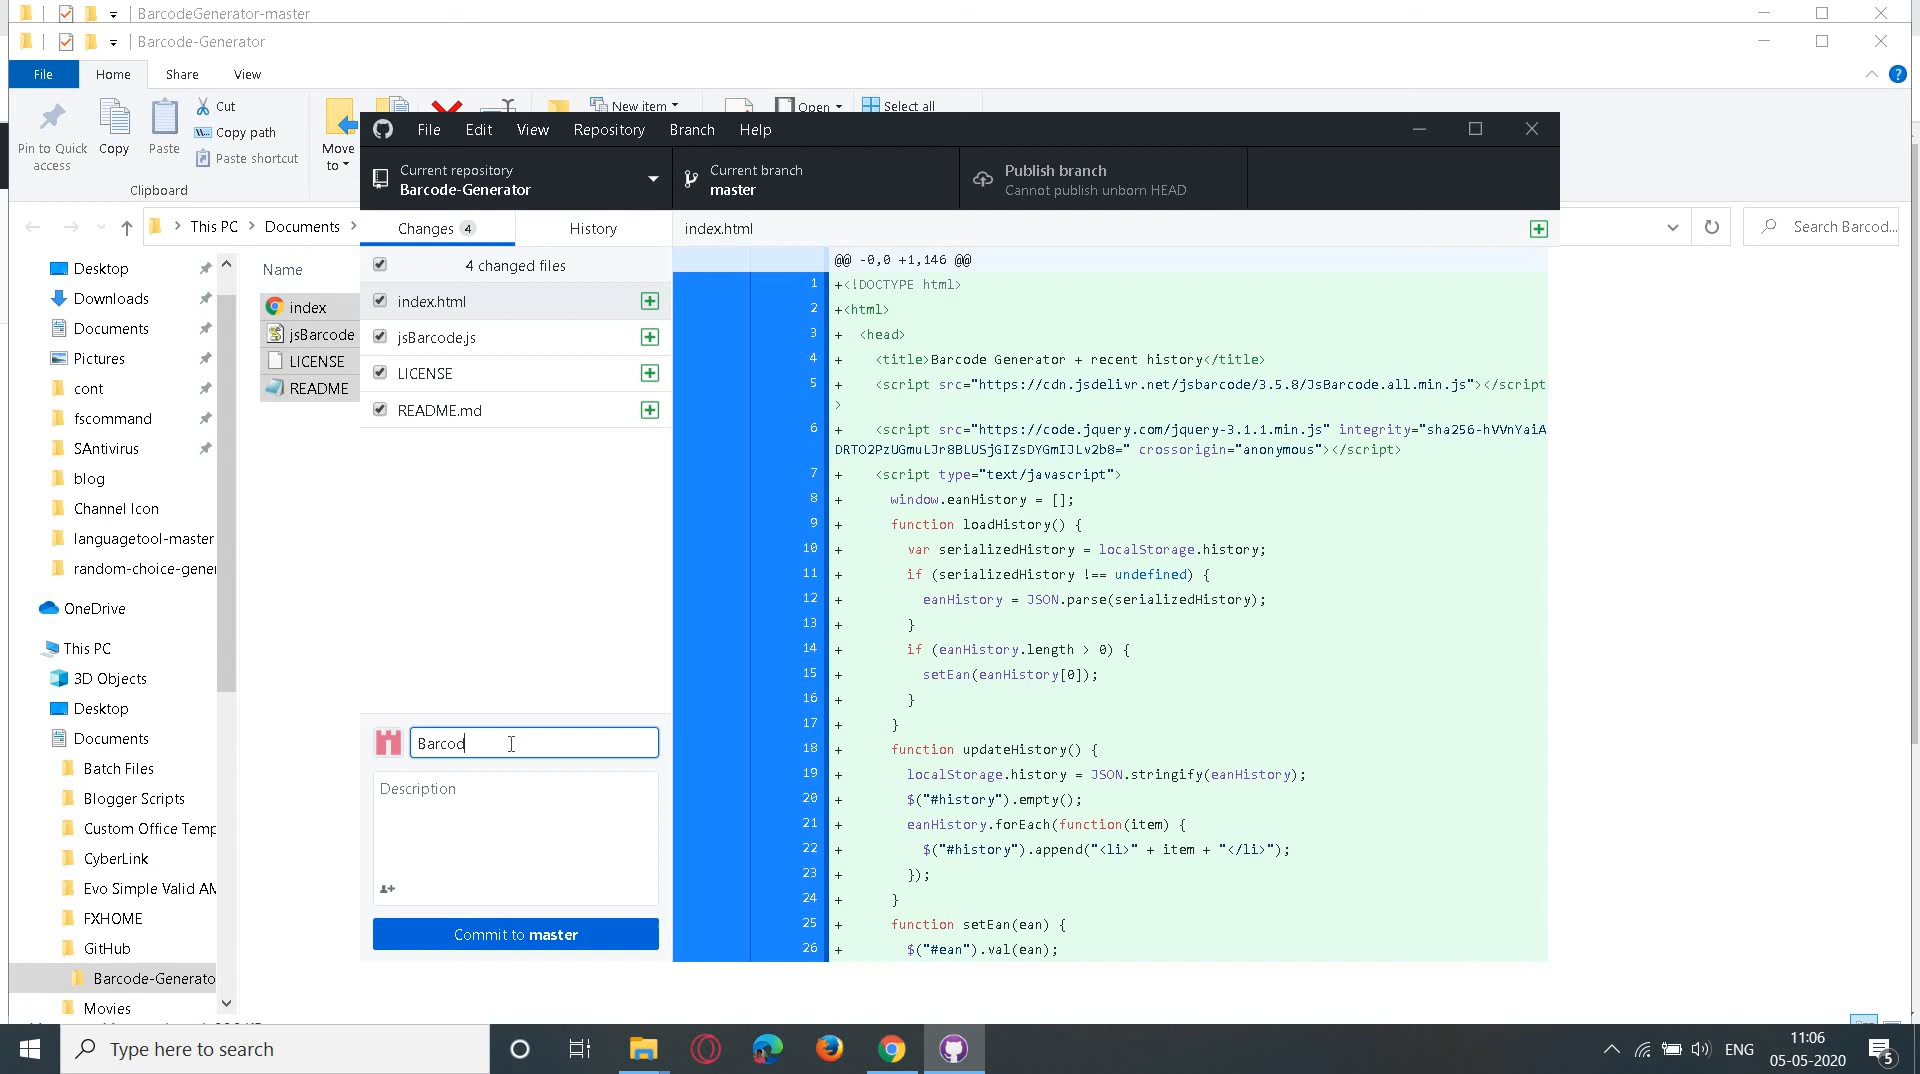 BarcodeGenerator-master
Barcode-Generator
File
Home
Share
View
Pin to Quick access
Copy
Paste
Cut
Copy path
Paste shortcut
Clipboard
Move to
New item
Open
Select all
File
Edit
View
Repository
Branch
Help
Current repository
Barcode-Generator
Current branch
master
Publish branch
Cannot publish unborn HEAD
This PC
Documents
Search Barcod...
Changes 4
History
index.html
4 changed files
index.html
jsBarcode.js
LICENSE
README.md
Name
index
jsBarcode
LICENSE
README
Desktop
Downloads
Documents
Pictures
cont
fscommand
SAntivirus
blog
Channel Icon
languagetool-master
random-choice-gener
OneDrive
This PC
3D Objects
Desktop
Documents
Batch Files
Blogger Scripts
Custom Office Temp
CyberLink
Evo Simple Valid AM
FXHOME
GitHub
Barcode-Generato
Movies
Barcod
Description
Commit to master
@@ -0,0 +1,146 @@
1 +<!DOCTYPE html>
2 +<html>
3 + <head>
4 + <title>Barcode Generator + recent history</title>
5 + <script src="https://cdn.jsdelivr.net/jsbarcode/3.5.8/JsBarcode.all.min.js"></script
>
6 + <script src="https://code.jquery.com/jquery-3.1.1.min.js" integrity="sha256-hVVnYaiA
DRTO2PzUGmuLJr8BLUSjGIZsDYGmIJLv2b8=" crossorigin="anonymous"></script>
7 + <script type="text/javascript">
8 + window.eanHistory = [];
9 + function loadHistory() {
10 + var serializedHistory = localStorage.history;
11 + if (serializedHistory !== undefined) {
12 + eanHistory = JSON.parse(serializedHistory);
13 + }
14 + if (eanHistory.length > 0) {
15 + setEan(eanHistory[0]);
16 + }
17 + }
18 + function updateHistory() {
19 + localStorage.history = JSON.stringify(eanHistory);
20 + $("#history").empty();
21 + eanHistory.forEach(function(item) {
22 + $("#history").append("<li>" + item + "</li>");
23 + });
24 + }
25 + function setEan(ean) {
26 + $("#ean").val(ean);
Type here to search
ENG
11:06
05-05-2020
5